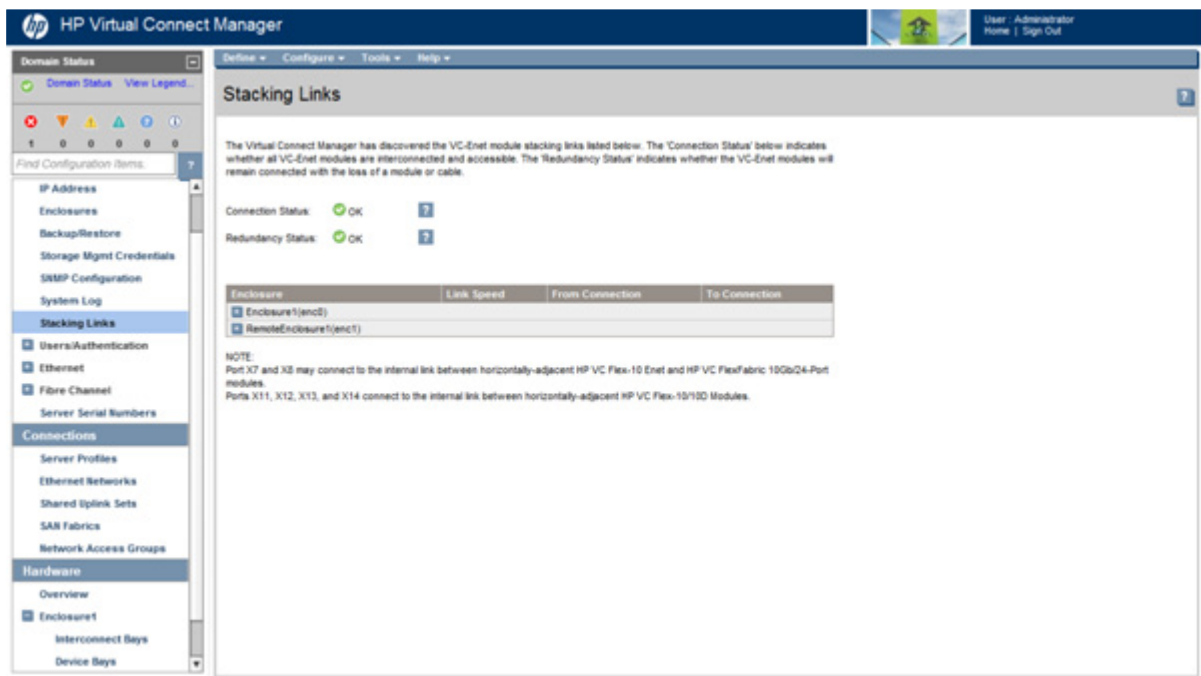 hp HP Virtual Connect Manager
User : Administrator
Home | Sign Out
Domain Status
Domain Status View Legend...
1 0 0 0 0 0
Find Configuration Items.
IP Address
Enclosures
Backup/Restore
Storage Mgmt Credentials
SNMP Configuration
System Log
Stacking Links
Users/Authentication
Ethernet
Fibre Channel
Server Serial Numbers
Connections
Server Profiles
Ethernet Networks
Shared Uplink Sets
SAN Fabrics
Network Access Groups
Hardware
Overview
Enclosure1
Interconnect Bays
Device Bays
Define Configure Tools Help
Stacking Links
The Virtual Connect Manager has discovered the VC-Enet module stacking links listed below. The 'Connection Status' below indicates
whether all VC-Enet modules are interconnected and accessible. The 'Redundancy Status' indicates whether the VC-Enet modules will
remain connected with the loss of a module or cable.
Connection Status: OK ?
Redundancy Status: OK ?
Enclosure Link Speed From Connection To Connection
Enclosure1(enc0)
RemoteEnclosure1(enc1)
NOTE:
Port X7 and X8 may connect to the internal link between horizontally-adjacent HP VC Flex-10 Enet and HP VC FlexFabric 10Gb/24-Port
modules.
Ports X11, X12, X13, and X14 connect to the internal link between horizontally-adjacent HP VC Flex-10/10D Modules.